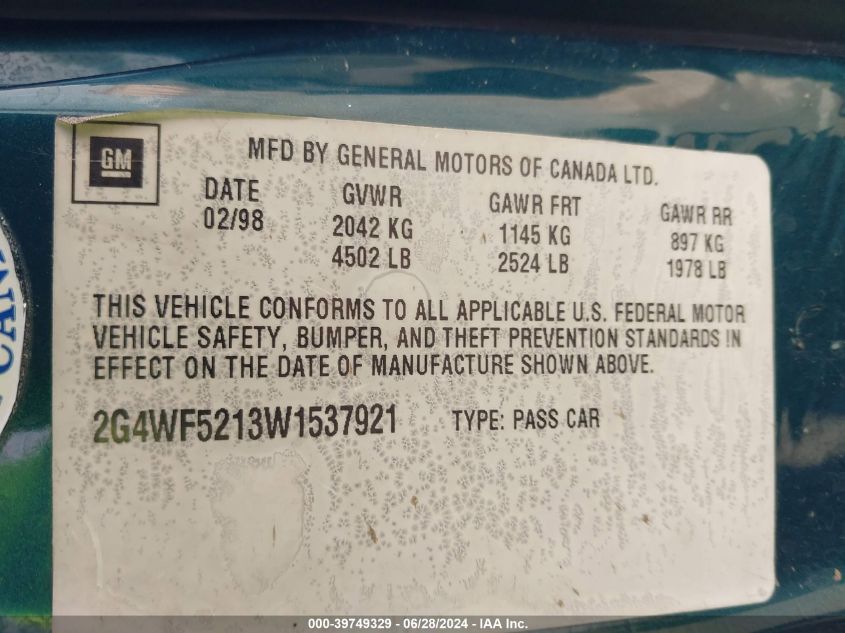 GM
MFD BY GENERAL MOTORS OF CANADA LTD.
DATE GVWR GAWR FRT GAWR RR
02/98 2042 KG 1145 KG 897 KG
4502 LB 2524 LB 1978 LB
THIS VEHICLE CONFORMS TO ALL APPLICABLE U.S. FEDERAL MOTOR
VEHICLE SAFETY, BUMPER, AND THEFT PREVENTION STANDARDS IN
EFFECT ON THE DATE OF MANUFACTURE SHOWN ABOVE.
2G4WF5213W1537921 TYPE: PASS CAR
CAN
000-39749329 - 06/28/2024 - IAA Inc.